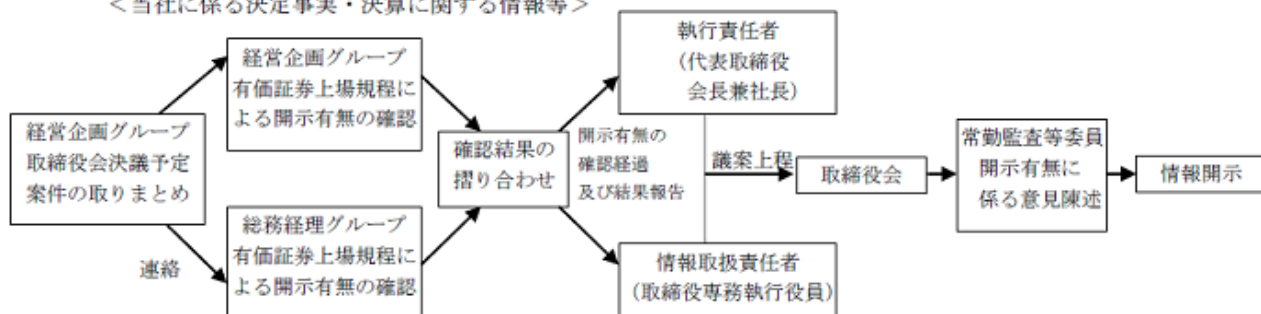 ＜当社に係る決定事実・決算に関する情報等＞
経営企画グループ
取締役会決議予定
案件の取りまとめ
連絡
経営企画グループ
有価証券上場規程に
よる開示有無の確認
総務経理グループ
有価証券上場規程に
よる開示有無の確認
確認結果の
摺り合わせ
開示有無の
確認経過
及び結果報告
執行責任者
（代表取締役
会長兼社長）
情報取扱責任者
（取締役専務執行役員）
議案上程
取締役会
常勤監査等委員
開示有無に
係る意見陳述
情報開示